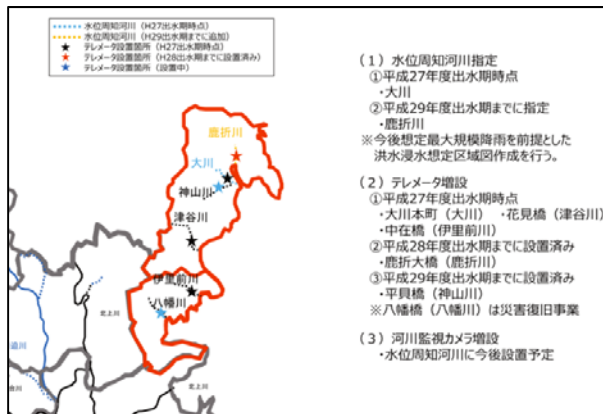 水位周知河川（H27出水期時点）
水位周知河川（H29出水期までに追加）
テレメータ設置箇所（H27出水期時点）
テレメータ設置箇所（H28出水期までに設置済み）
テレメータ設置箇所（設置中）
鹿折川
大川
神山川
津谷川
伊里前川
八幡川
北上川
迫川
北上川
（１）水位周知河川指定
①平成27年度出水期時点
・大川
②平成29年度出水期までに指定
・鹿折川
※今後想定最大規模降雨を前提とした
洪水浸水想定区域図作成を行う。
（２）テレメータ増設
①平成27年度出水期時点
・大川本町（大川）　・花見橋（津谷川）
・中在橋（伊里前川）
②平成28年度出水期までに設置済み
・鹿折大橋（鹿折川）
③平成29年度出水期までに設置済み
・平貝橋（神山川）
※八幡橋（八幡川）は災害復旧事業
（３）河川監視カメラ増設
・水位周知河川に今後設置予定